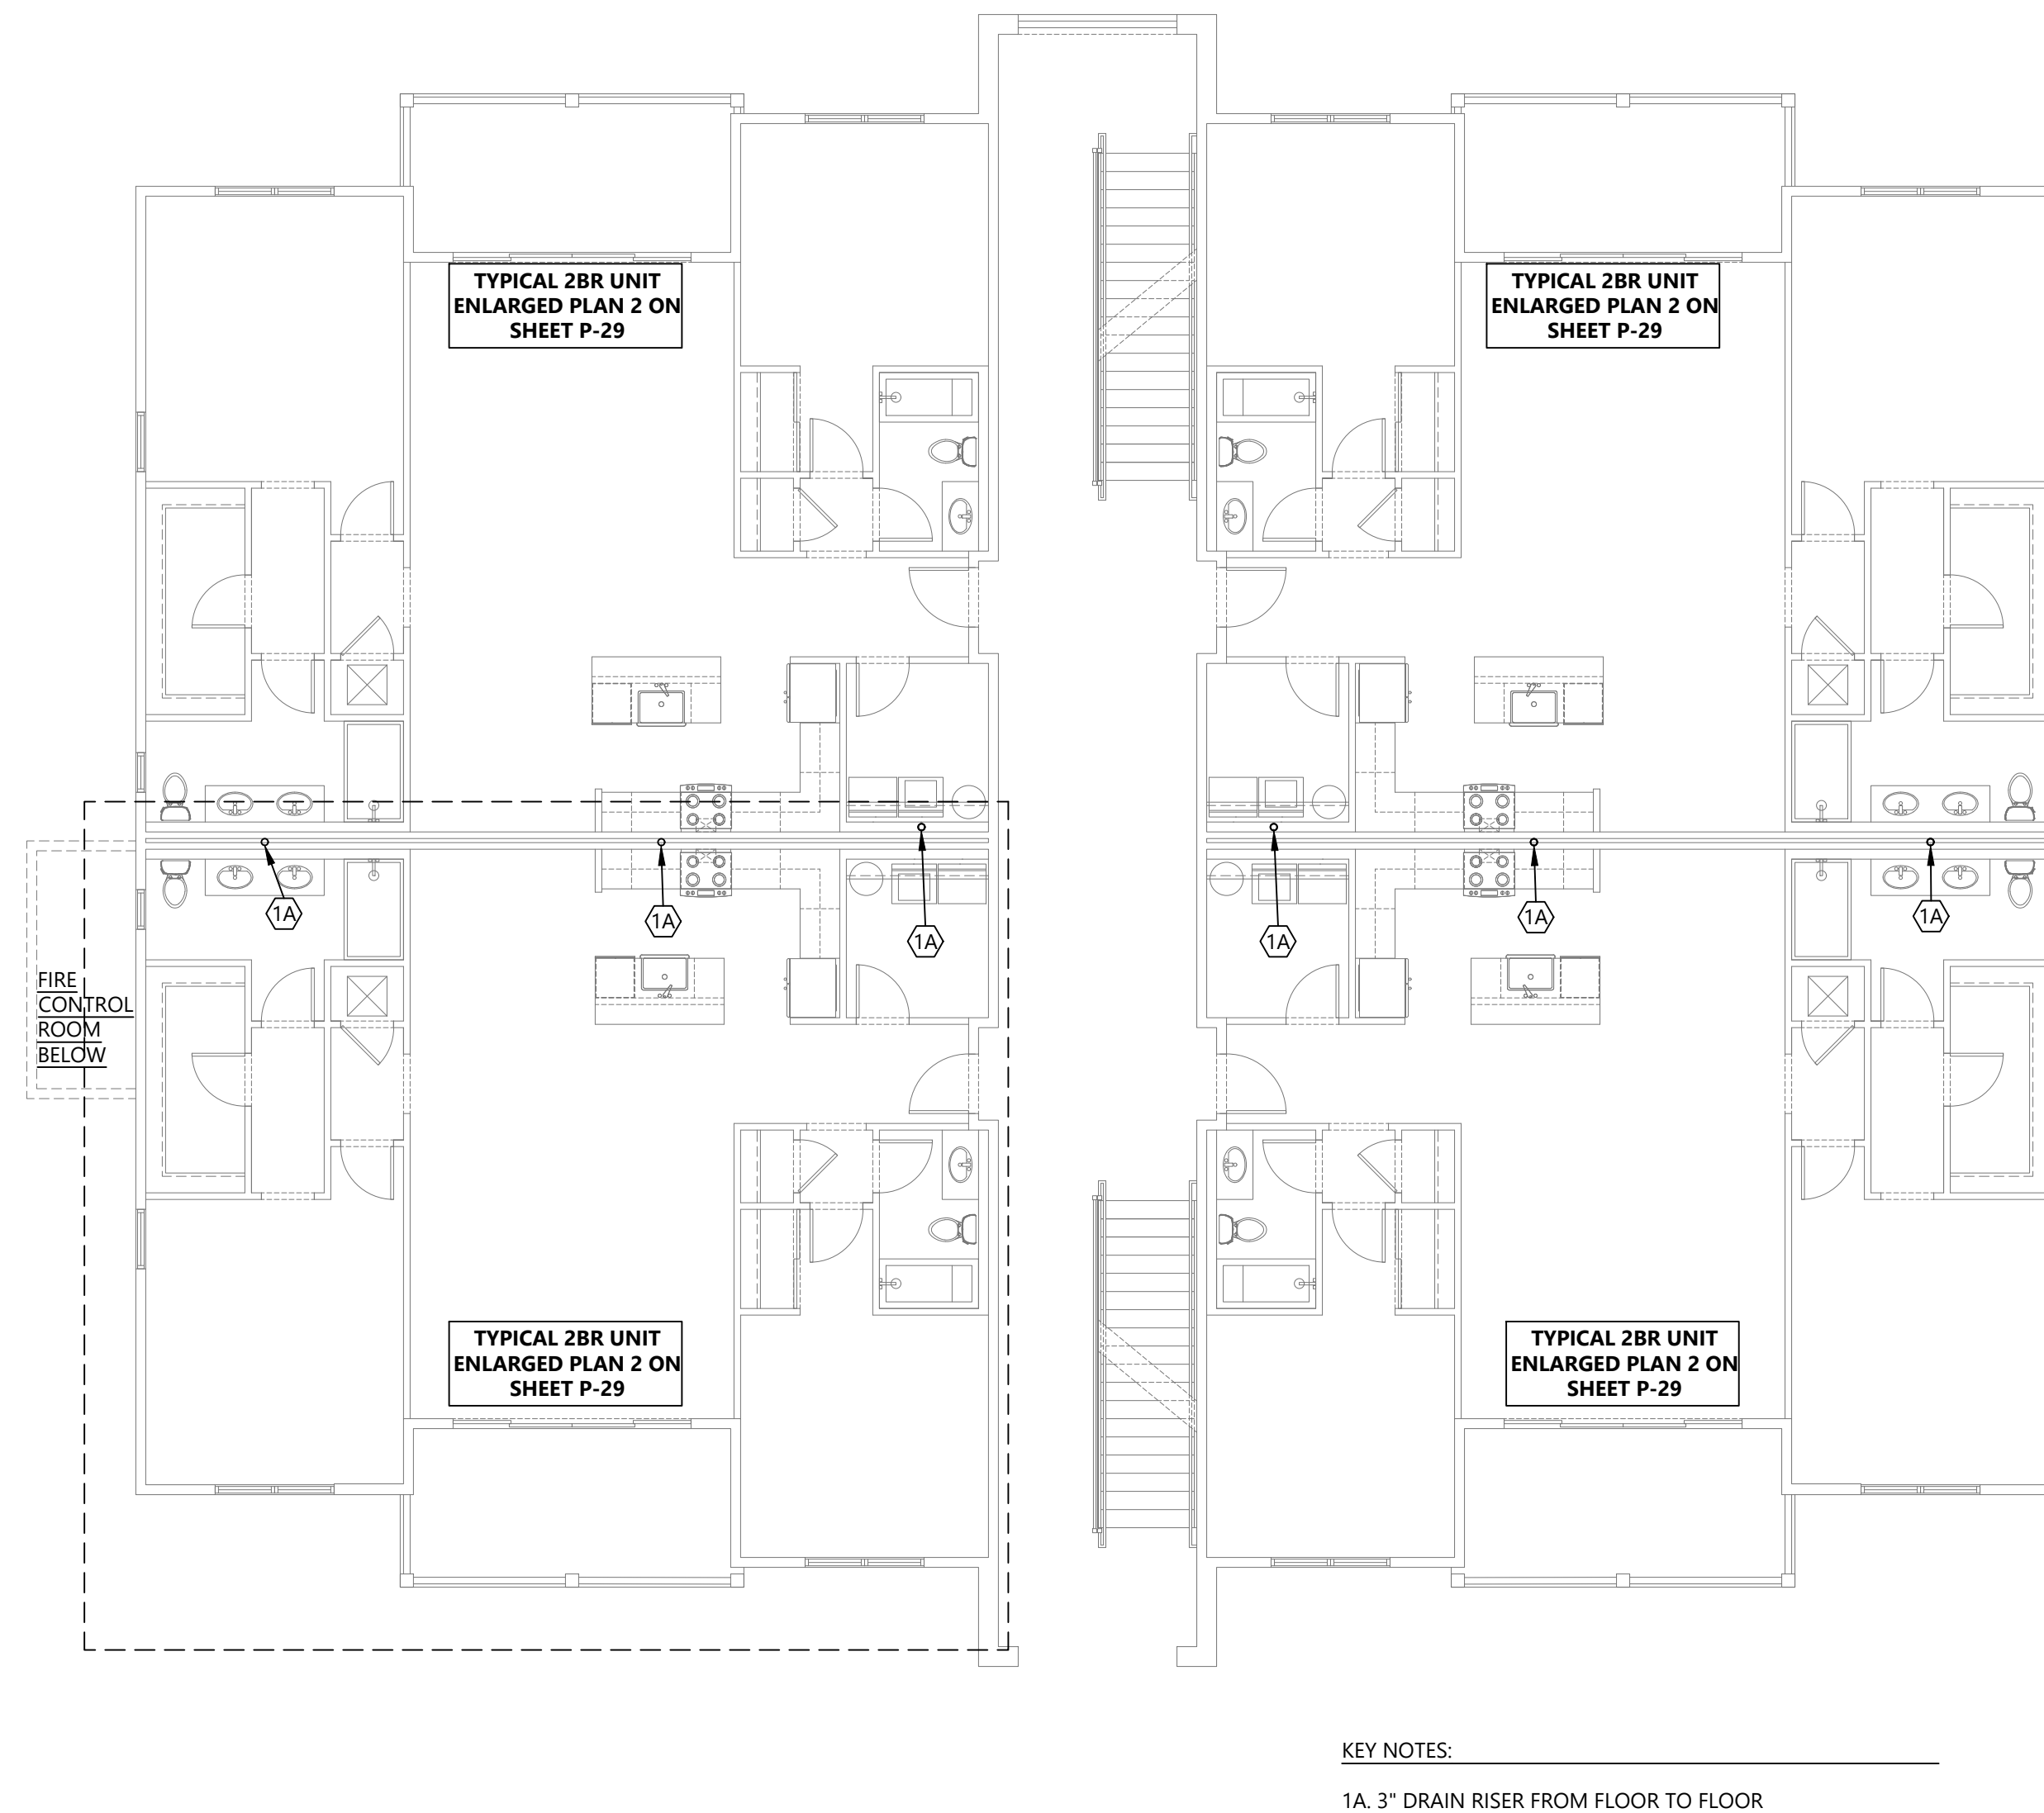 TYPICAL 2BR UNIT
ENLARGED PLAN 2 ON
SHEET P-29
TYPICAL 2BR UNIT
ENLARGED PLAN 2 ON
SHEET P-29
1A
1A
1A
1A
1A
1A
FIRE
CONTROL
ROOM
BELOW
TYPICAL 2BR UNIT
ENLARGED PLAN 2 ON
SHEET P-29
TYPICAL 2BR UNIT
ENLARGED PLAN 2 ON
SHEET P-29
KEY NOTES:
1A. 3" DRAIN RISER FROM FLOOR TO FLOOR